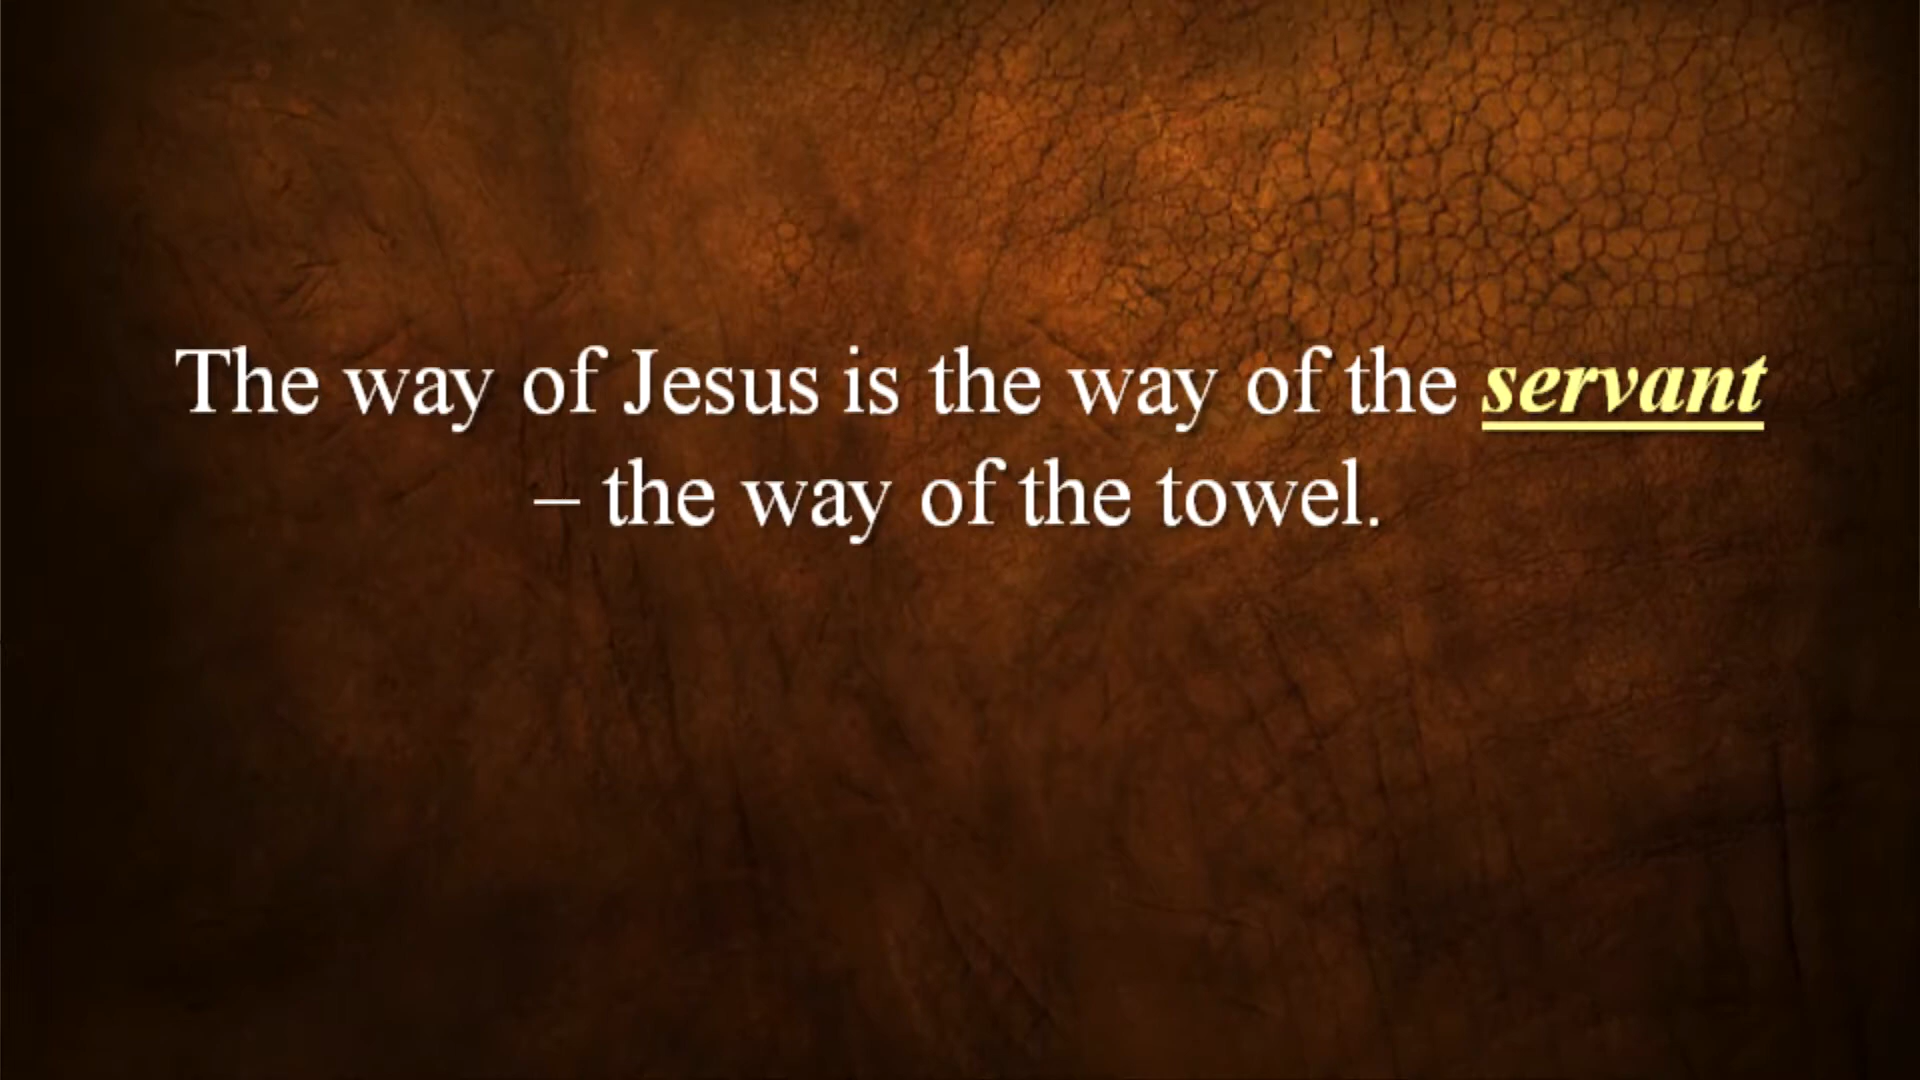 The way of Jesus is the way of the servant
– the way of the towel.